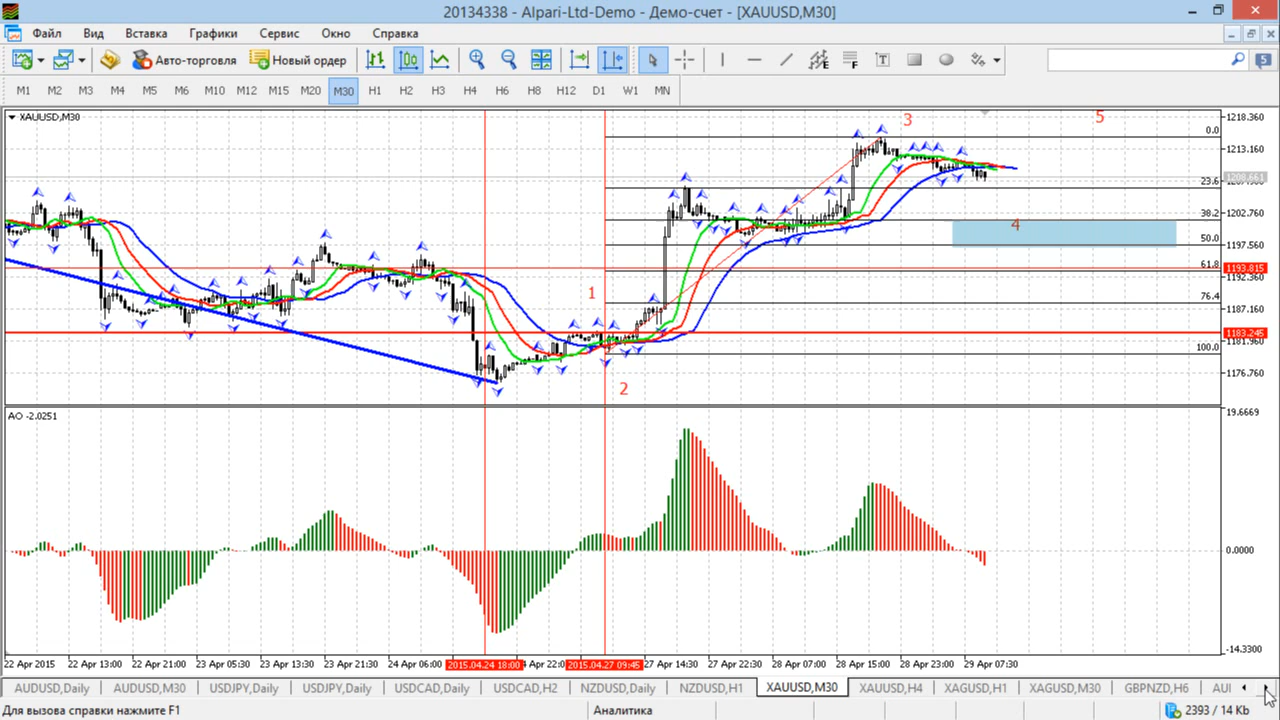 20134338 - Alpari-Ltd-Demo - Демо-счет - [XAUUSD,M30]
Файл Вид Вставка Графики Сервис Окно Справка
Авто-торговля Новый ордер
M1 M2 M3 M4 M5 M6 M10 M12 M15 M20 M30 H1 H2 H3 H4 H6 H8 H12 D1 W1 MN
XAUUSD,M30
1218.360
3
5
0.0
1213.160
1208.661
23.6
38.2
1202.760
4
50.0
1197.560
61.8
1193.815
1192.360
1
76.4
1187.160
1183.245
100.0
1181.960
1176.760
2
AO -2.0251
19.6669
0.0000
-14.3300
22 Apr 2015 22 Apr 13:00 22 Apr 21:00 23 Apr 05:30 23 Apr 13:30 23 Apr 21:30 24 Apr 06:00 2015.04.24 18:00 Apr 22:0 2015.04.27 09:45 27 Apr 14:30 27 Apr 22:30 28 Apr 07:00 28 Apr 15:00 28 Apr 23:00 29 Apr 07:30
AUDUSD,Daily AUDUSD,M30 USDJPY,Daily USDJPY,Daily USDCAD,Daily USDCAD,H2 NZDUSD,Daily NZDUSD,H1 XAUUSD,M30 XAUUSD,H4 XAGUSD,H1 XAGUSD,M30 GBPNZD,H6 AUI
Для вызова справки нажмите F1 Аналитика 2393 / 14 Kb